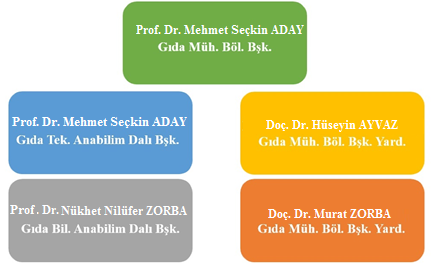 Prof. Dr. Mehmet Seçkin ADAY
Gıda Müh. Böl. Bşk.
Prof. Dr. Mehmet Seçkin ADAY
Gıda Tek. Anabilim Dalı Bşk.
Doç. Dr. Hüseyin AYVAZ
Gıda Müh. Böl. Bşk. Yard.
Prof. Dr. Nükhet Nilüfer ZORBA
Gıda Bil. Anabilim Dalı Bşk.
Doç. Dr. Murat ZORBA
Gıda Müh. Böl. Bşk. Yard.